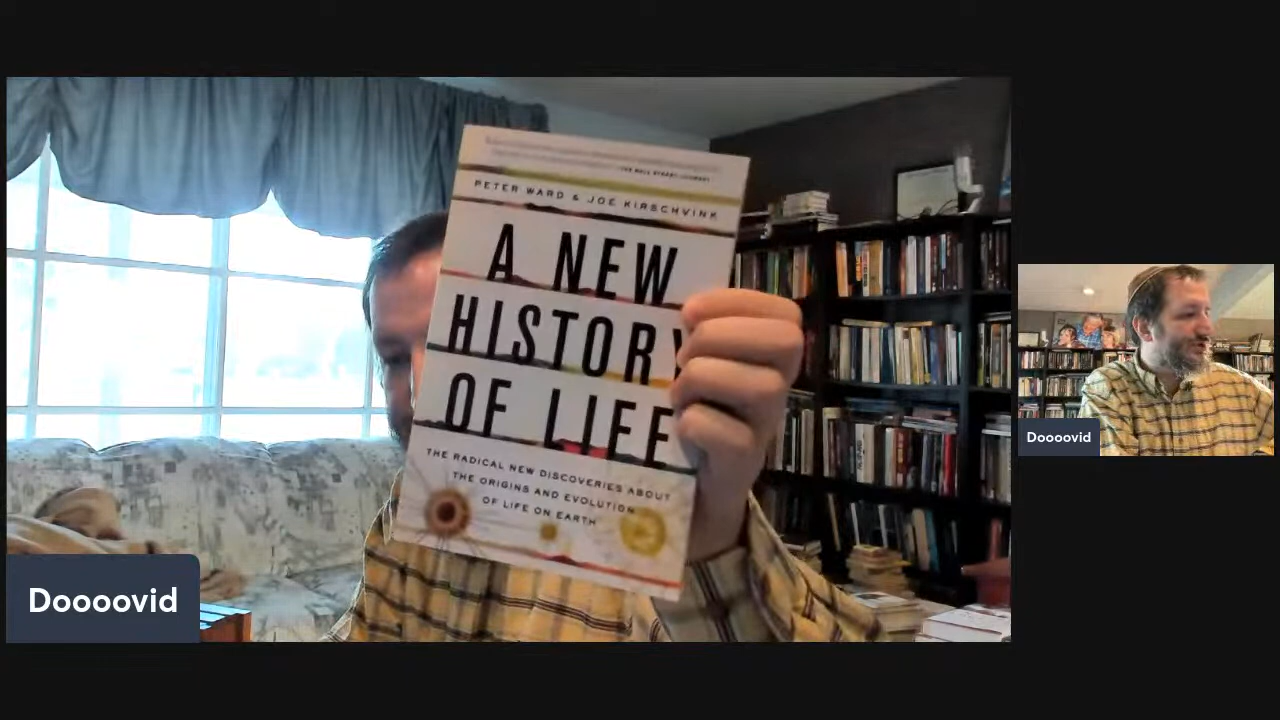 THE WALL STREET JOURNAL
PETER WARD & JOE KIRSCHVINK
A NEW
HISTORY
OF LIFE
THE RADICAL NEW DISCOVERIES ABOUT
THE ORIGINS AND EVOLUTION
OF LIFE ON EARTH
Doooovid
Doooovid